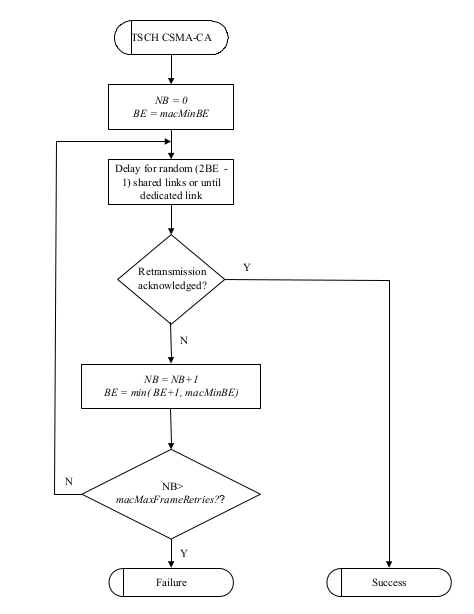 TSCH CSMA-CA
NB = 0
BE = macMinBE
Delay for random (2BE -
1) shared links or until
dedicated link
Retransmission
acknowledged?
Y
N
NB = NB+1
BE = min( BE+1, macMinBE)
N
NB>
macMaxFrameRetries??
Y
Failure
Success